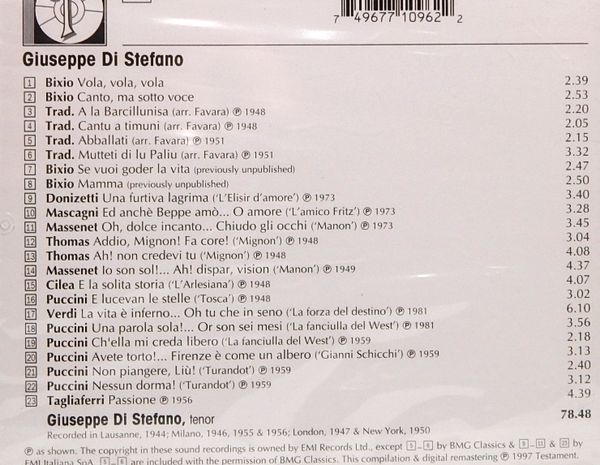 7 49677 10962 2
Giuseppe Di Stefano
1 Bixio Vola, vola, vola 2.39
2 Bixio Canto, ma sotto voce 2.53
3 Trad. A la Barcillunisa (arr. Favara) ℗ 1948 2.20
4 Trad. Cantu a timuni (arr. Favara) ℗ 1948 2.05
5 Trad. Abballati (arr. Favara) ℗ 1951 2.15
6 Trad. Mutteti di lu Paliu (arr. Favara) ℗ 1951 3.32
7 Bixio Se vuoi goder la vita (previously unpublished) 2.47
8 Bixio Mamma (previously unpublished) 2.50
9 Donizetti Una furtiva lagrima (‘L'Elisir d'amore’) ℗ 1973 3.40
10 Mascagni Ed anchè Beppe amò... O amore (‘L'amico Fritz’) ℗ 1973 3.28
11 Massenet Oh, dolce incanto... Chiudo gli occhi (‘Manon’) ℗ 1973 3.45
12 Thomas Addio, Mignon! Fa core! (‘Mignon’) ℗ 1948 3.04
13 Thomas Ah! non credevi tu (‘Mignon’) ℗ 1948 4.08
14 Massenet Io son sol!... Ah! dispar, vision (‘Manon’) ℗ 1949 4.37
15 Cilea E la solita storia (‘L'Arlesiana’) ℗ 1948 4.07
16 Puccini E lucevan le stelle (‘Tosca’) ℗ 1948 3.02
17 Verdi La vita è inferno... Oh tu che in seno (‘La forza del destino’) ℗ 1981 6.10
18 Puccini Una parola sola!... Or son sei mesi (‘La fanciulla del West’) ℗ 1981 3.56
19 Puccini Ch'ella mi creda libero (‘La fanciulla del West’) ℗ 1959 2.18
20 Puccini Avete torto!... Firenze è come un albero (‘Gianni Schicchi’) ℗ 1959 3.13
21 Puccini Non piangere, Liù! (‘Turandot’) ℗ 1959 2.40
22 Puccini Nessun dorma! (‘Turandot’) ℗ 1959 3.12
23 Tagliaferri Passione ℗ 1956 4.39
Giuseppe Di Stefano, tenor 78.48
Recorded in Lausanne, 1944; Milano, 1946, 1955 & 1956; London, 1947 & New York, 1950
℗ as shown. The copyright in these sound recordings is owned by EMI Records Ltd., except 5–6 by BMG Classics & 9–11 & 23 by
EMI Italiana SpA. 5–6 are included with the permission of BMG Classics. This compilation & digital remastering ℗ 1997 Testament.